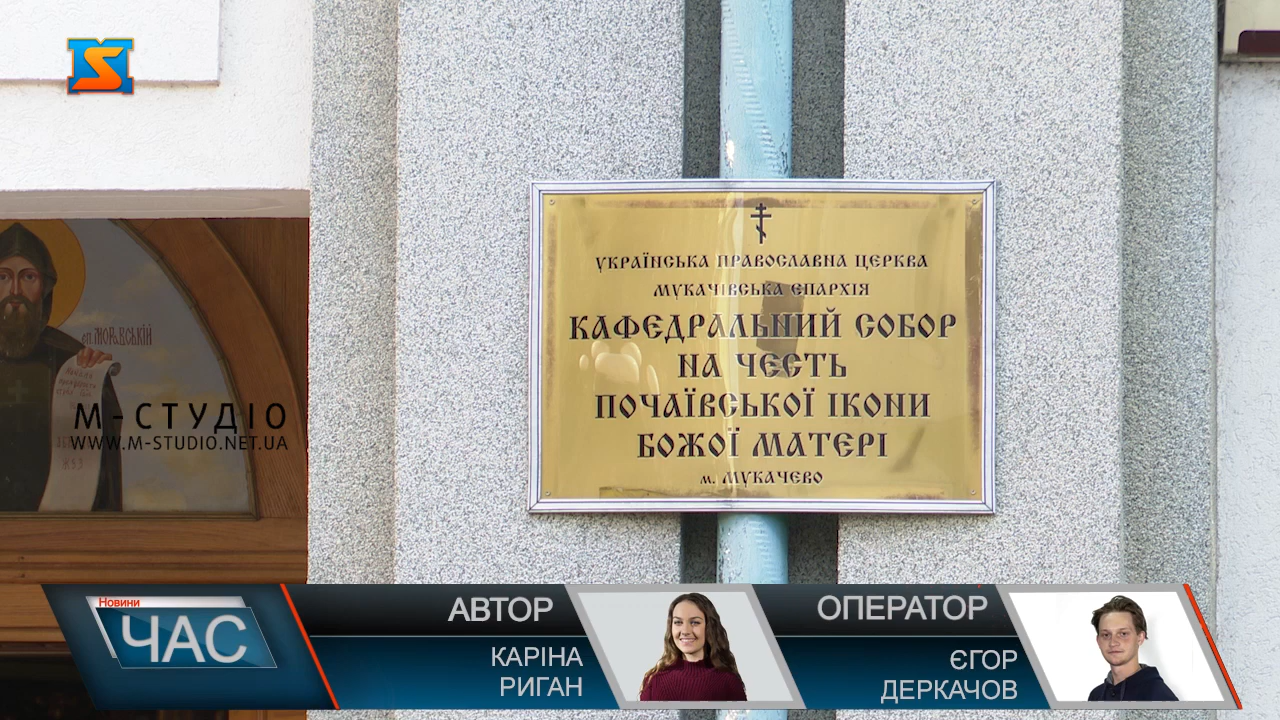 УКРАЇНСЬКА ПРАВОСЛАВНА ЦЕРКВА
МУКАЧІВСЬКА ЄПАРХІЯ
КАФЕДРАЛЬНИЙ СОБОР
НА ЧЕСТЬ
ПОЧАЇВСЬКОЇ ІКОНИ
БОЖОЇ МАТЕРІ
м. МУКАЧЕВО
М-СТУДІО
WWW.M-STUDIO.NET.UA
Новини
ЧАС
АВТОР
КАРІНА
РИГАН
ОПЕРАТОР
ЄГОР
ДЕРКАЧОВ